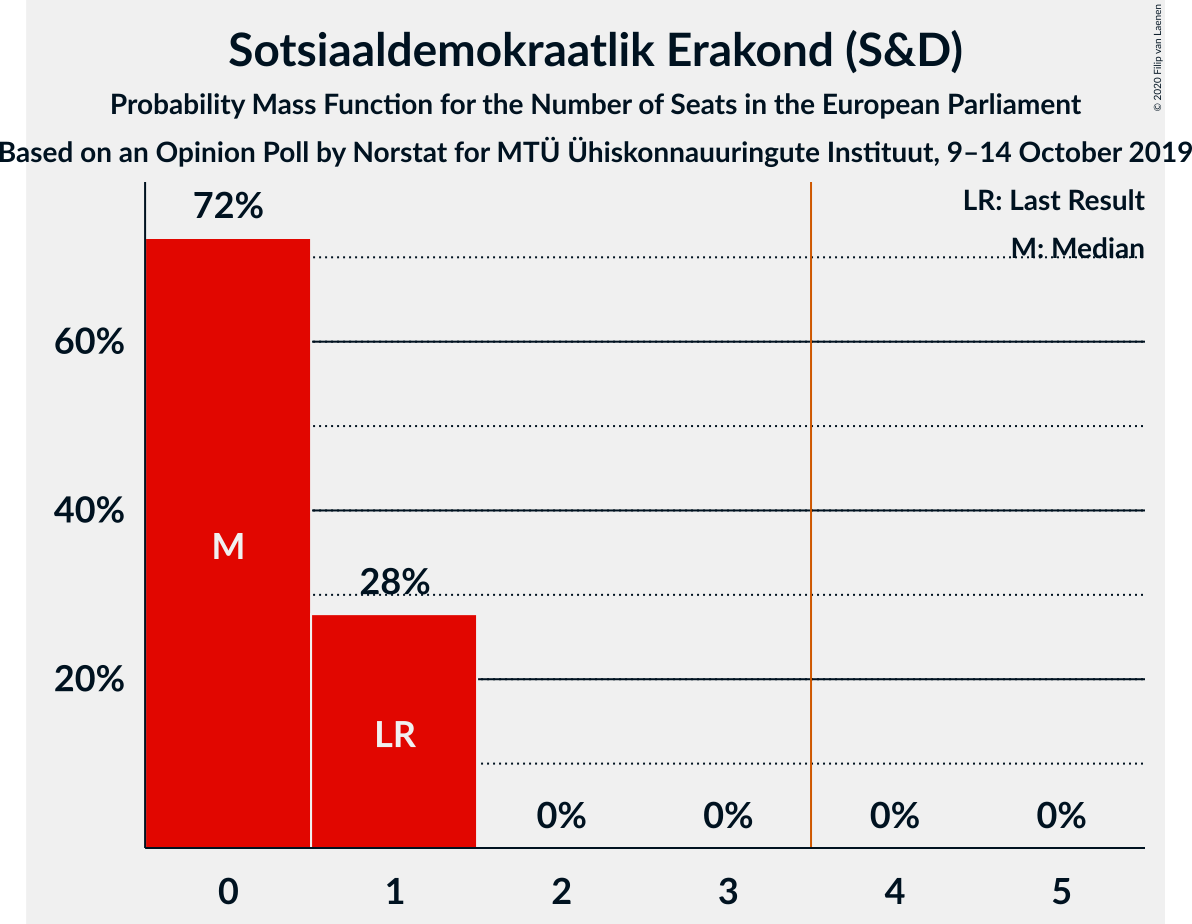 Sotsiaaldemokraatlik Erakond (S&D)
Probability Mass Function for the Number of Seats in the European Parliament
Based on an Opinion Poll by Norstat for MTÜ Ühiskonnauuringute Instituut, 9–14 October 2019
© 2020 Filip van Laenen
LR: Last Result
M: Median
72%
60%
40%
M
28%
20%
LR
0% 0% 0% 0%
0 1 2 3 4 5